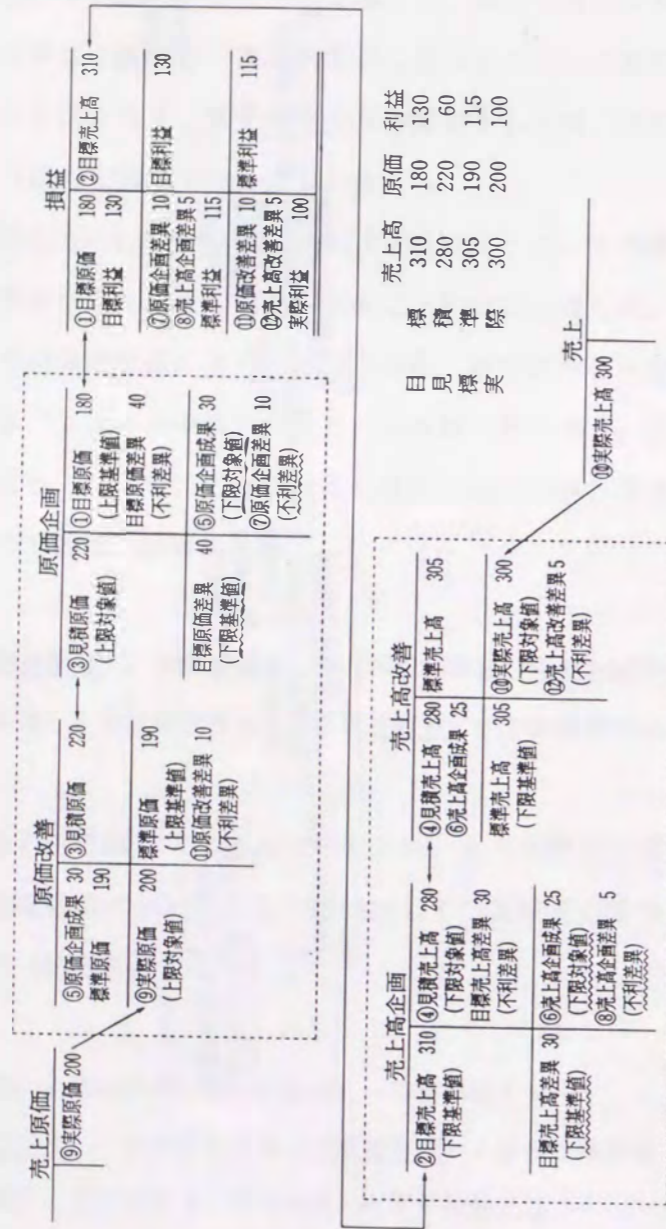 売上原価
⑨実際原価 200
原価改善
⑤原価企画成果 30 ③見積原価 220
標準原価 190
⑨実際原価 200 標準原価 190
(上限対象値) (上限基準値)
⑪原価改善差異 10
(不利差異)
原価企画
③見積原価 220 ①目標原価 180
(上限対象値) (上限基準値)
目標原価差異 40
(不利差異)
目標原価差異 40 ⑤原価企画成果 30
(下限基準値) (下限対象値)
⑦原価企画差異 10
(不利差異)
損益
①目標原価 180 ②目標売上高 310
目標利益 130
⑦原価企画差異 10 目標利益 130
⑧売上高企画差異 5
標準利益 115
⑪原価改善差異 10 標準利益 115
⑫売上高改善差異 5
実際利益 100
売上高企画
②目標売上高 310 ④見積売上高 280
(下限基準値) (下限対象値)
目標売上高差異 30
(不利差異)
目標売上高差異 30 ⑥売上高企画成果 25
(下限基準値) (下限対象値)
⑧売上高企画差異 5
(不利差異)
売上高改善
④見積売上高 280 標準売上高 305
⑥売上高企画成果 25
標準売上高 305 ⑩実際売上高 300
(下限基準値) (下限対象値)
⑫売上高改善差異 5
(不利差異)
売上
⑩実際売上高 300
売上高 原価 利益
目標 310 180 130
見積 280 220 60
標準 305 190 115
実際 300 200 100